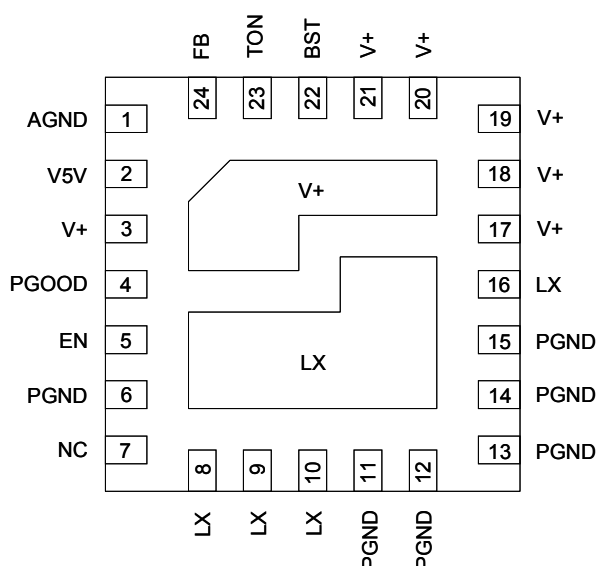 FB TON BST V+ V+
24 23 22 21 20
AGND 1 19 V+
V5V 2 18 V+
V+
V+ 3 17 V+
PGOOD 4 16 LX
EN 5 15 PGND
LX
PGND 6 14 PGND
NC 7 13 PGND
8 9 10 11 12
LX LX LX PGND PGND